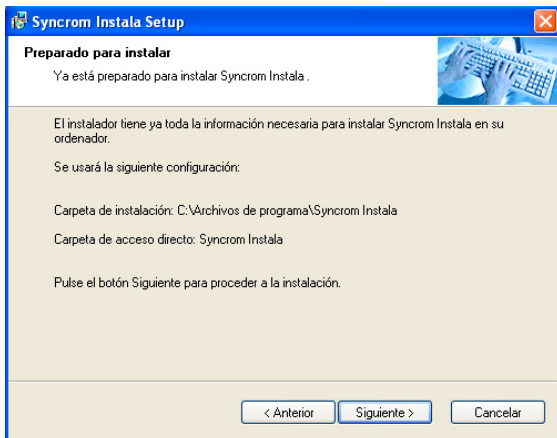 Syncrom Instala Setup
Preparado para instalar
Ya está preparado para instalar Syncrom Instala .
El instalador tiene ya toda la información necesaria para instalar Syncrom Instala en su
ordenador.
Se usará la siguiente configuración:
Carpeta de instalación: C:\Archivos de programa\Syncrom Instala
Carpeta de acceso directo: Syncrom Instala
Pulse el botón Siguiente para proceder a la instalación.
< Anterior Siguiente > Cancelar